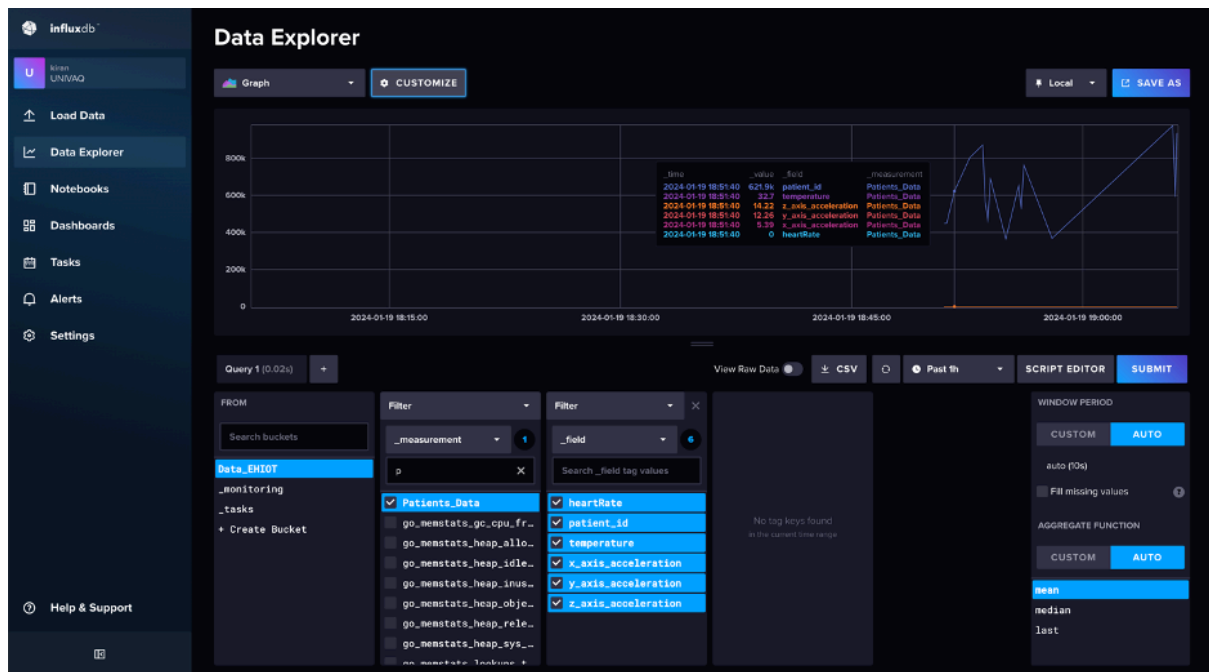 influxdb
Data Explorer
U
kiran
UNIVAQ
Graph
CUSTOMIZE
Local
SAVE AS
Load Data
Data Explorer
Notebooks
Dashboards
Tasks
Alerts
Settings
Help & Support
800k
600k
400k
200k
0
_time _value _field _measurement
2024-01-19 18:51:40 621.9k patient_id Patients_Data
2024-01-19 18:51:40 32.7 temperature Patients_Data
2024-01-19 18:51:40 14.22 z_axis_acceleration Patients_Data
2024-01-19 18:51:40 12.26 y_axis_acceleration Patients_Data
2024-01-19 18:51:40 5.39 x_axis_acceleration Patients_Data
2024-01-19 18:51:40 0 heartRate Patients_Data
2024-01-19 18:15:00 2024-01-19 18:30:00 2024-01-19 18:45:00 2024-01-19 19:00:00
Query 1 (0.02s)
+
View Raw Data
CSV
Past 1h
SCRIPT EDITOR
SUBMIT
FROM
Search buckets
Data_EHIOT
_monitoring
_tasks
+ Create Bucket
Filter
_measurement
1
p
Patients_Data
go_memstats_gc_cpu_fr…
go_memstats_heap_allo…
go_memstats_heap_idle…
go_memstats_heap_inus…
go_memstats_heap_obje…
go_memstats_heap_rele…
go_memstats_heap_sys_…
go_memstats_lookups_t…
Filter
_field
6
Search _field tag values
heartRate
patient_id
temperature
x_axis_acceleration
y_axis_acceleration
z_axis_acceleration
No tag keys found
in the current time range
WINDOW PERIOD
CUSTOM AUTO
auto (10s)
Fill missing values
?
AGGREGATE FUNCTION
CUSTOM AUTO
mean
median
last